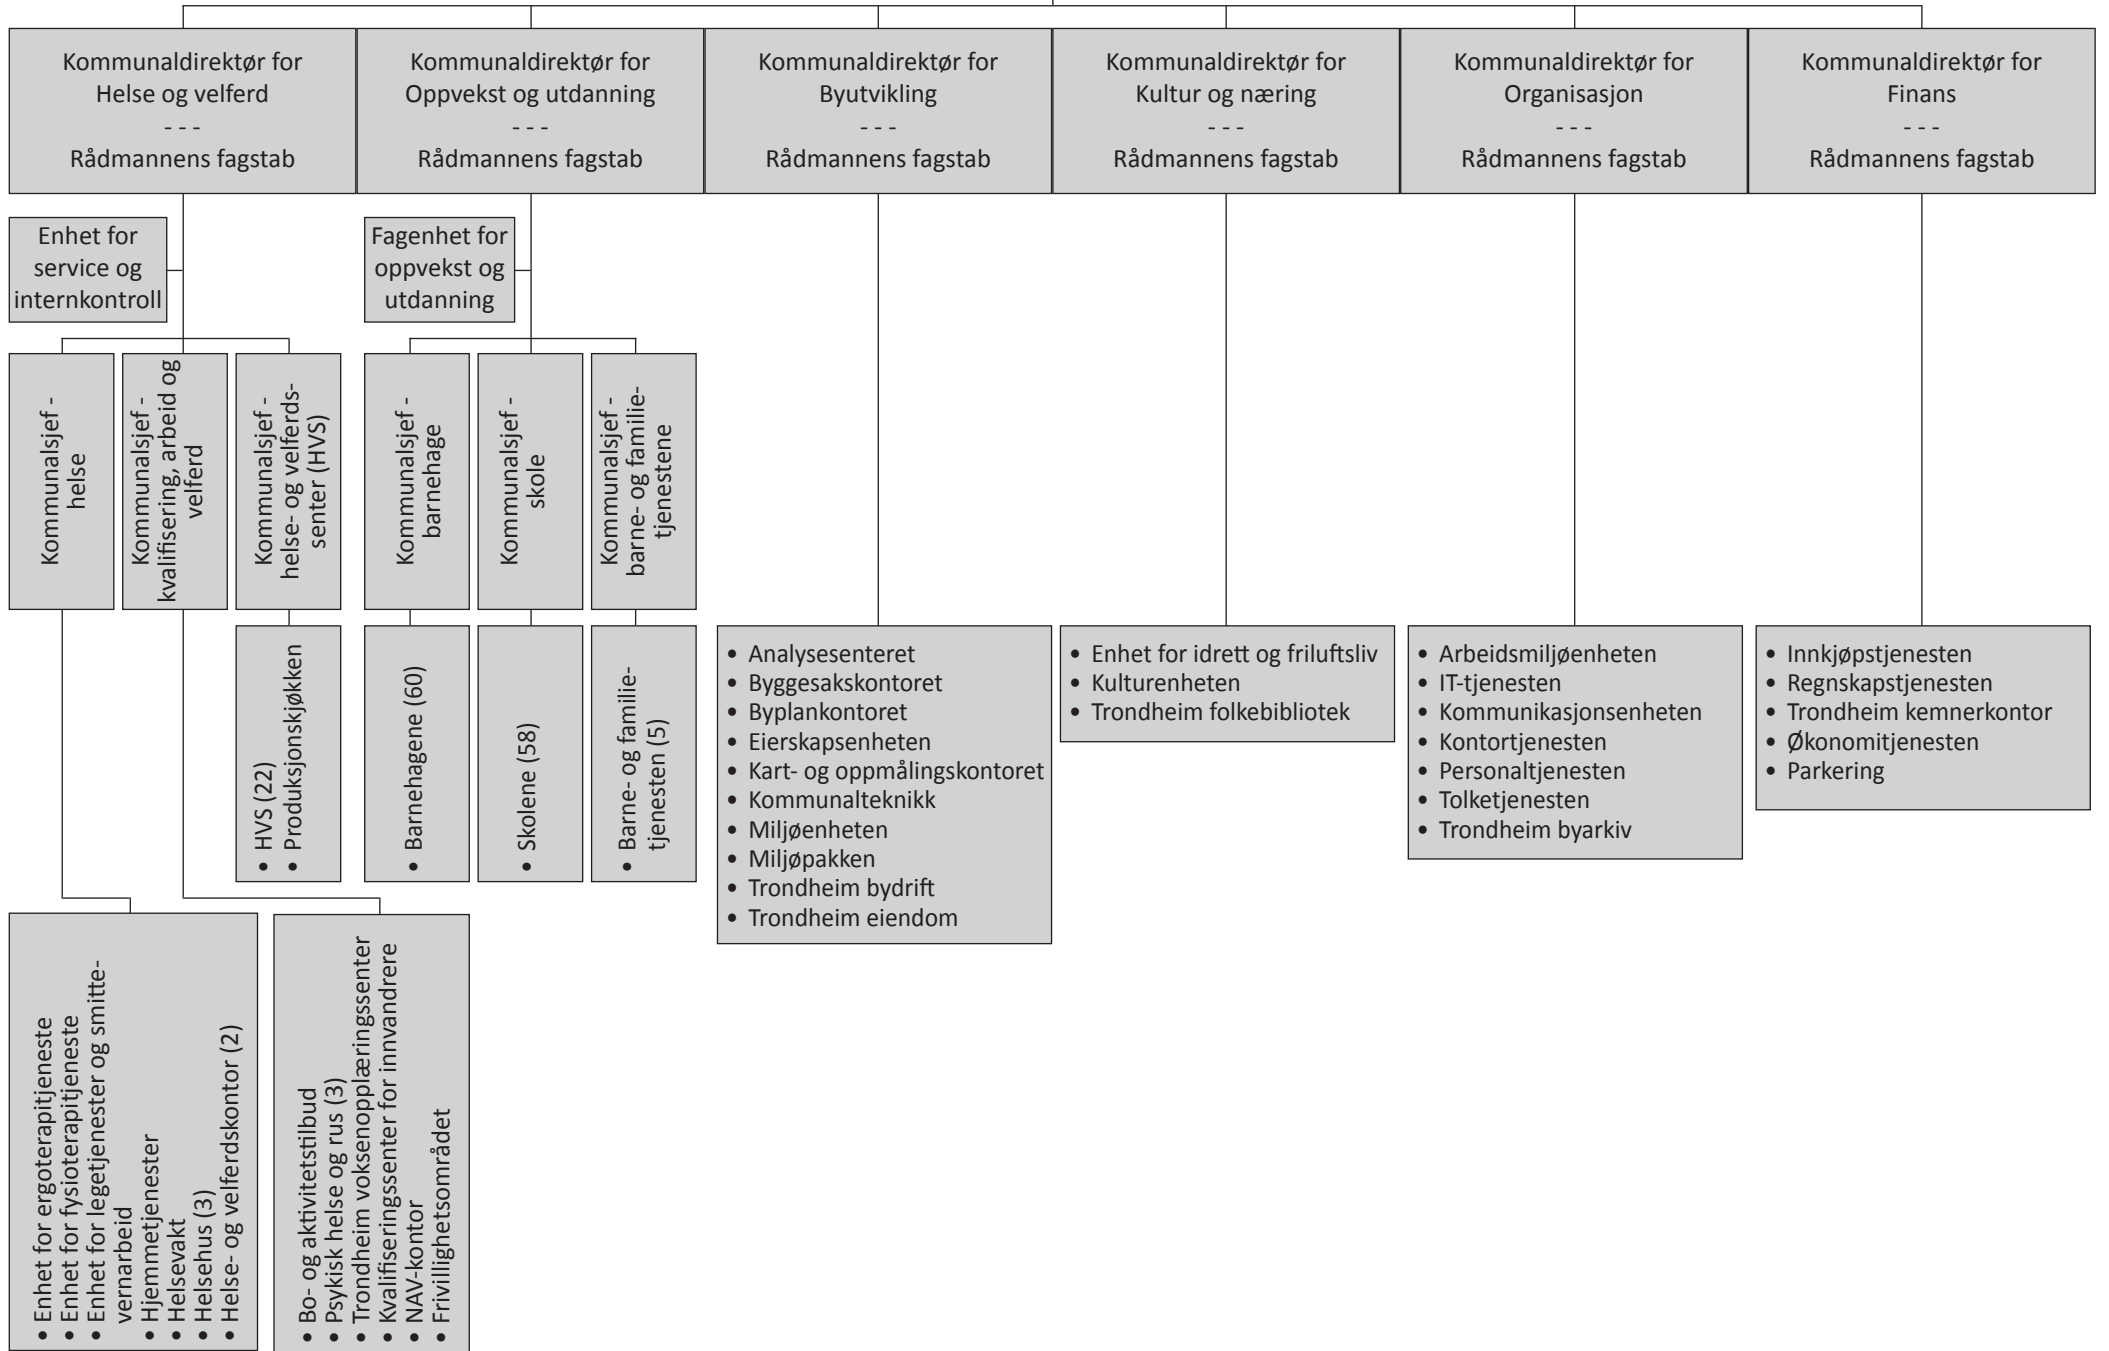 Kommunaldirektør for
Helse og velferd
- - -
Rådmannens fagstab
Kommunaldirektør for
Oppvekst og utdanning
- - -
Rådmannens fagstab
Kommunaldirektør for
Byutvikling
- - -
Rådmannens fagstab
Kommunaldirektør for
Kultur og næring
- - -
Rådmannens fagstab
Kommunaldirektør for
Organisasjon
- - -
Rådmannens fagstab
Kommunaldirektør for
Finans
- - -
Rådmannens fagstab
Enhet for
service og
internkontroll
Fagenhet for
oppvekst og
utdanning
Kommunalsjef -
helse
Kommunalsjef -
kvalifisering, arbeid og
velferd
Kommunalsjef -
helse- og velferds-
senter (HVS)
Kommunalsjef -
barnehage
Kommunalsjef -
skole
Kommunalsjef -
barne- og familie-
tjenestene
• HVS (22)
• Produksjonskjøkken
• Barnehagene (60)
• Skolene (58)
• Barne- og familie-
tjenesten (5)
• Analysesenteret
• Byggesakskontoret
• Byplankontoret
• Eierskapsenheten
• Kart- og oppmålingskontoret
• Kommunalteknikk
• Miljøenheten
• Miljøpakken
• Trondheim bydrift
• Trondheim eiendom
• Enhet for idrett og friluftsliv
• Kulturenheten
• Trondheim folkebibliotek
• Arbeidsmiljøenheten
• IT-tjenesten
• Kommunikasjonsenheten
• Kontortjenesten
• Personaltjenesten
• Tolketjenesten
• Trondheim byarkiv
• Innkjøpstjenesten
• Regnskapstjenesten
• Trondheim kemnerkontor
• Økonomitjenesten
• Parkering
• Enhet for ergoterapitjeneste
• Enhet for fysioterapitjeneste
• Enhet for legetjenester og smitte-
vernarbeid
• Hjemmetjenester
• Helsevakt
• Helsehus (3)
• Helse- og velferdskontor (2)
• Bo- og aktivitetstilbud
• Psykisk helse og rus (3)
• Trondheim voksenopplæringssenter
• Kvalifiseringssenter for innvandrere
• NAV-kontor
• Frivillighetsområdet